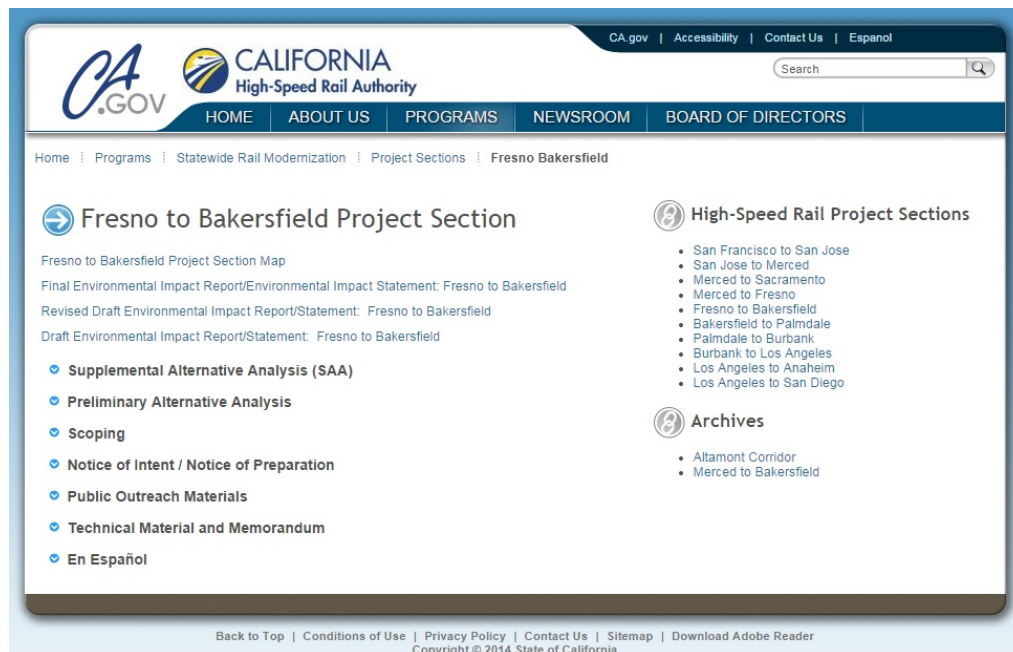 CA.gov | Accessibility | Contact Us | Espanol
CA.GOV
CALIFORNIA
High-Speed Rail Authority
Search
HOME ABOUT US PROGRAMS NEWSROOM BOARD OF DIRECTORS
Home Programs Statewide Rail Modernization Project Sections Fresno Bakersfield
Fresno to Bakersfield Project Section
Fresno to Bakersfield Project Section Map
Final Environmental Impact Report/Environmental Impact Statement: Fresno to Bakersfield
Revised Draft Environmental Impact Report/Statement: Fresno to Bakersfield
Draft Environmental Impact Report/Statement: Fresno to Bakersfield
Supplemental Alternative Analysis (SAA)
Preliminary Alternative Analysis
Scoping
Notice of Intent / Notice of Preparation
Public Outreach Materials
Technical Material and Memorandum
En Español
High-Speed Rail Project Sections
San Francisco to San Jose
San Jose to Merced
Merced to Sacramento
Merced to Fresno
Fresno to Bakersfield
Bakersfield to Palmdale
Palmdale to Burbank
Burbank to Los Angeles
Los Angeles to Anaheim
Los Angeles to San Diego
Archives
Altamont Corridor
Merced to Bakersfield
Back to Top | Conditions of Use | Privacy Policy | Contact Us | Sitemap | Download Adobe Reader
Copyright © 2014 State of California